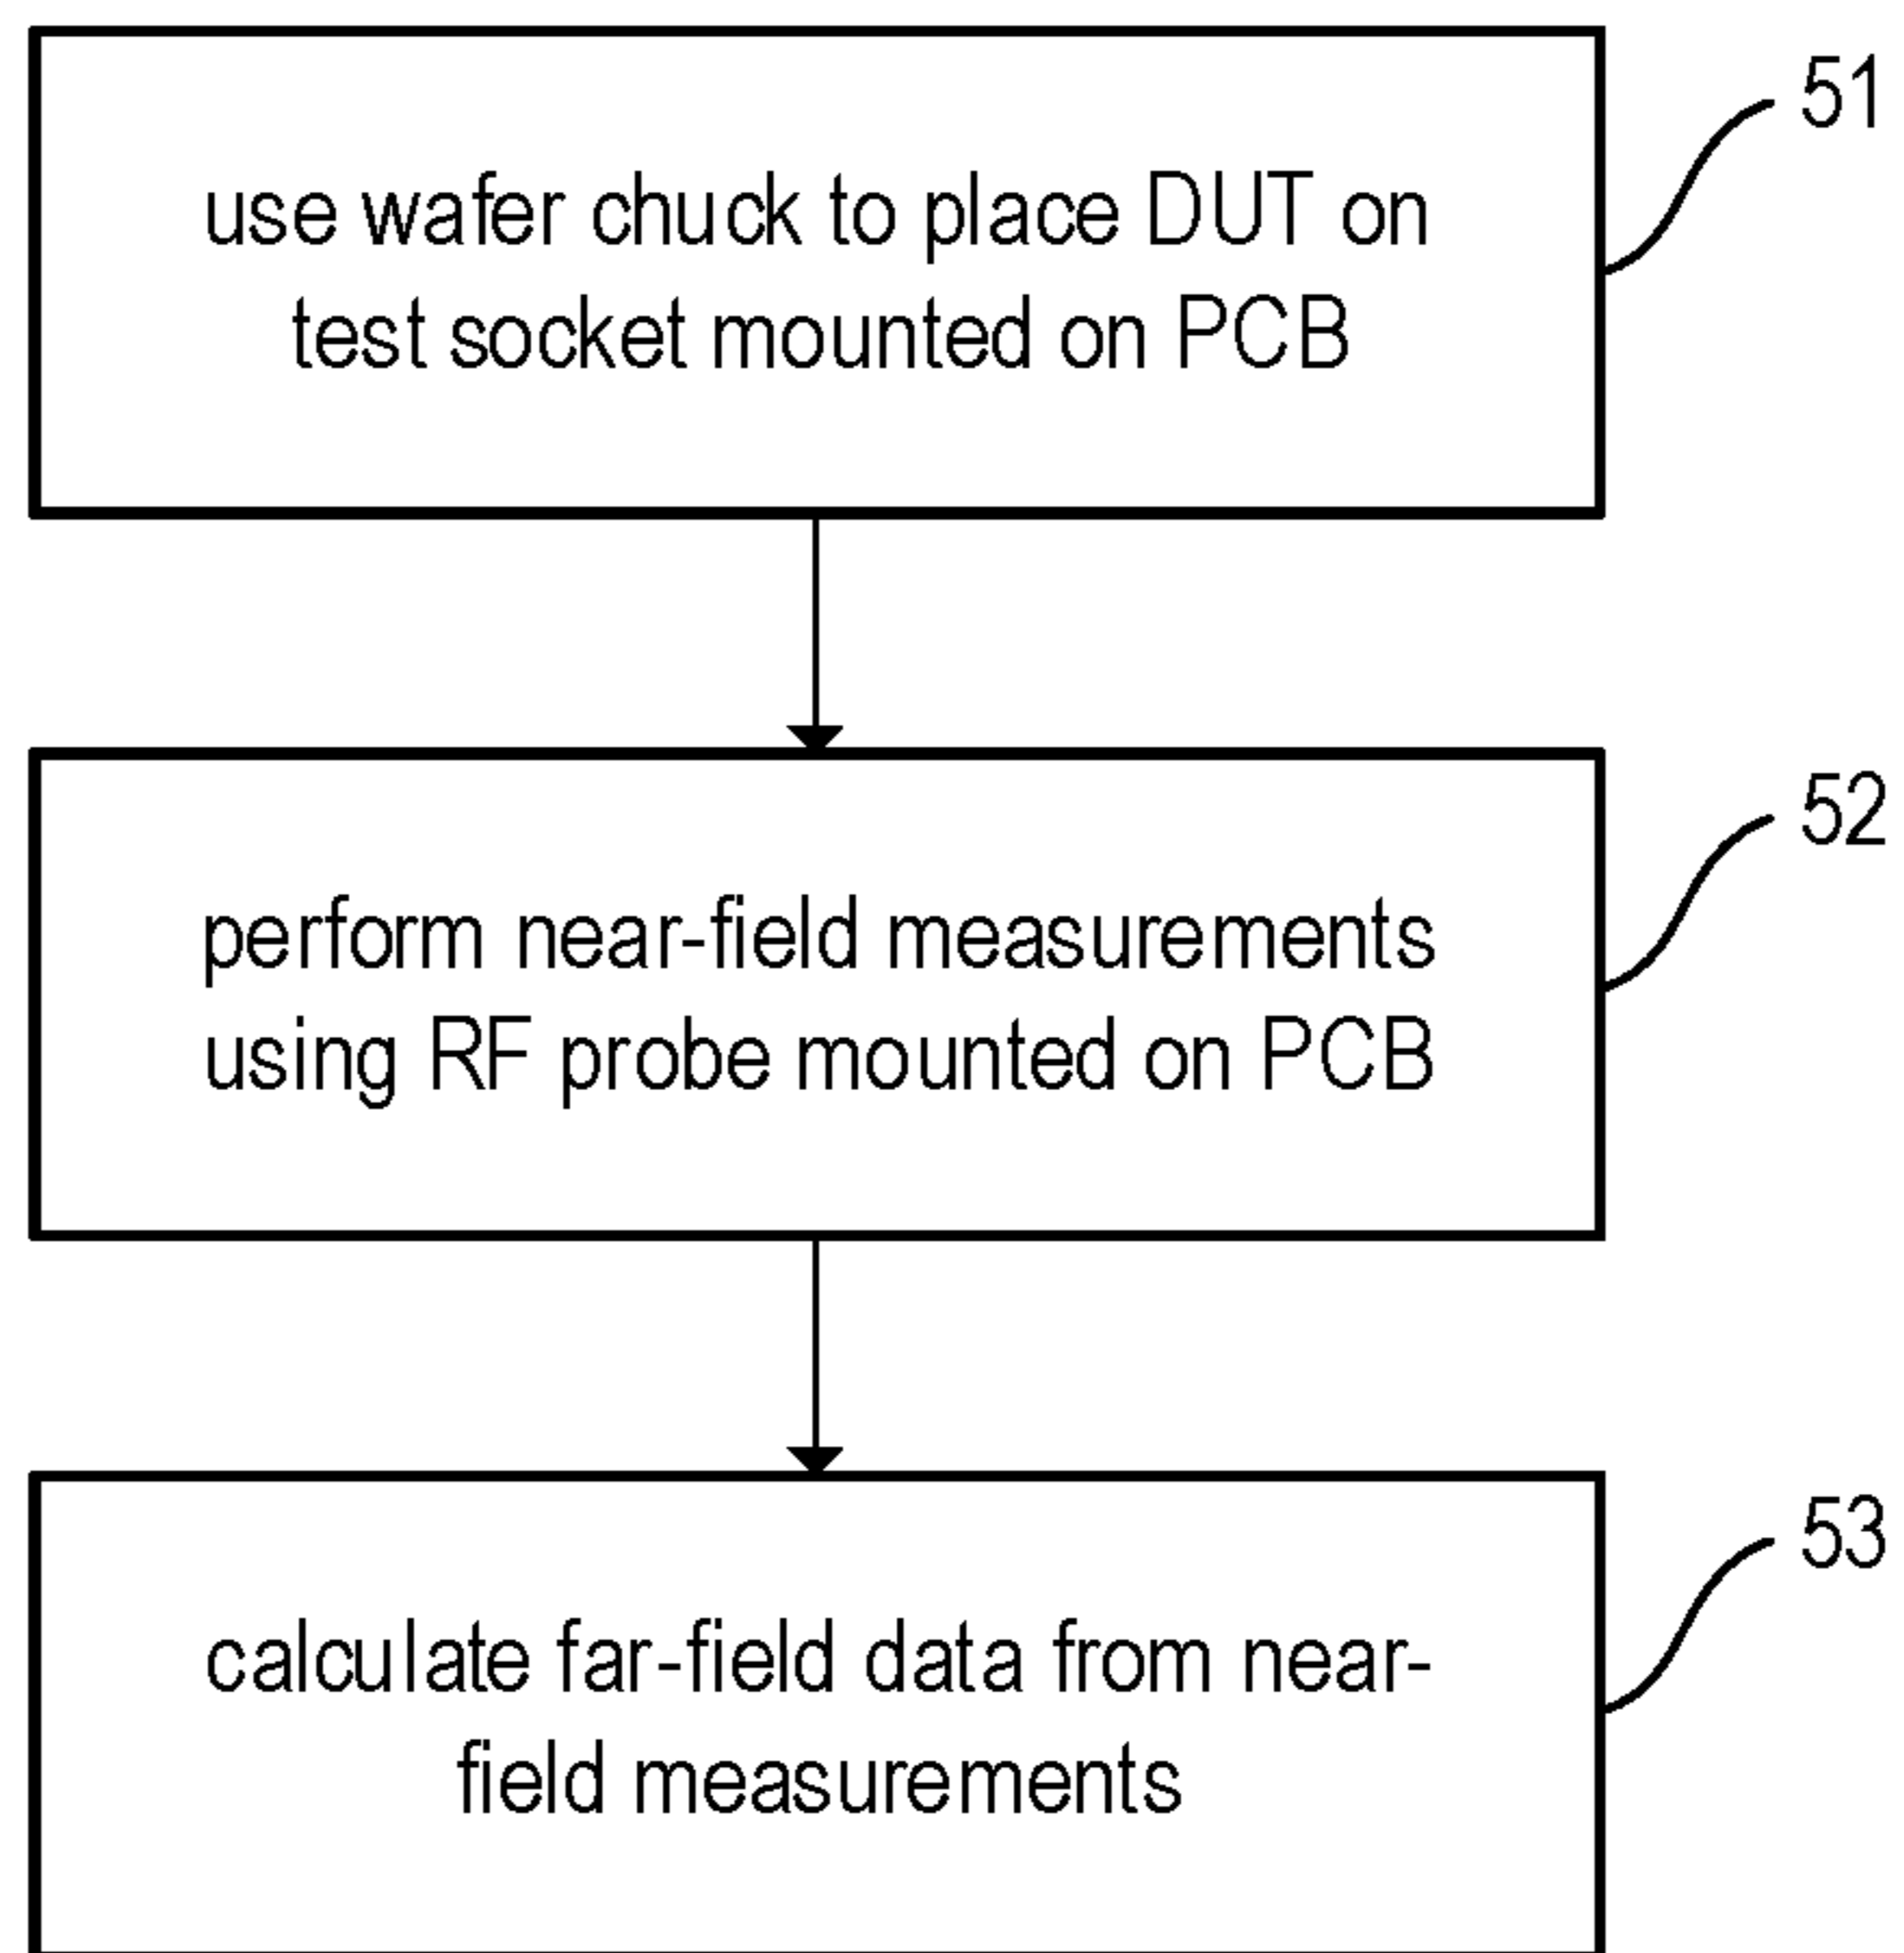 use wafer chuck to place DUT on
test socket mounted on PCB
51
perform near-field measurements
using RF probe mounted on PCB
52
calculate far-field data from near-
field measurements
53